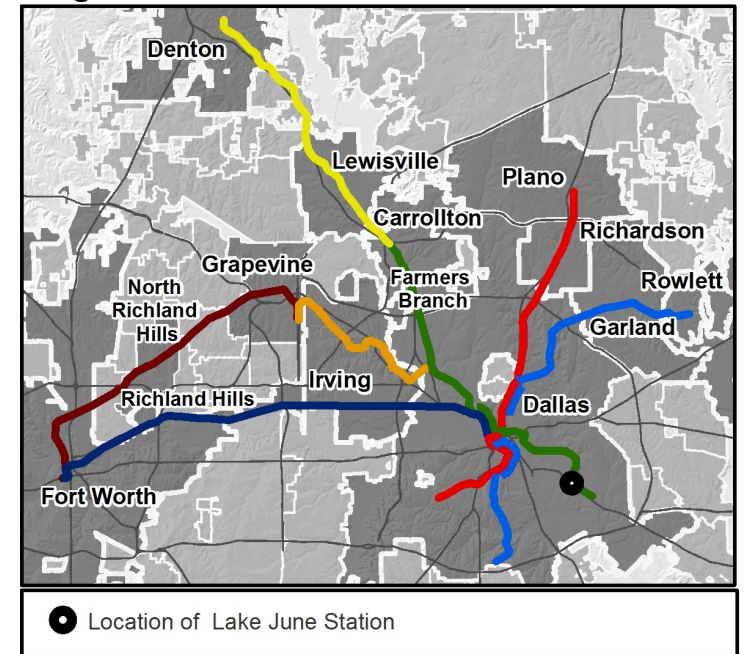 Denton
Lewisville
Plano
Carrollton
Richardson
Grapevine
Farmers
Branch
Rowlett
North
Richland
Hills
Garland
Irving
Richland Hills
Dallas
Fort Worth
Location of Lake June Station